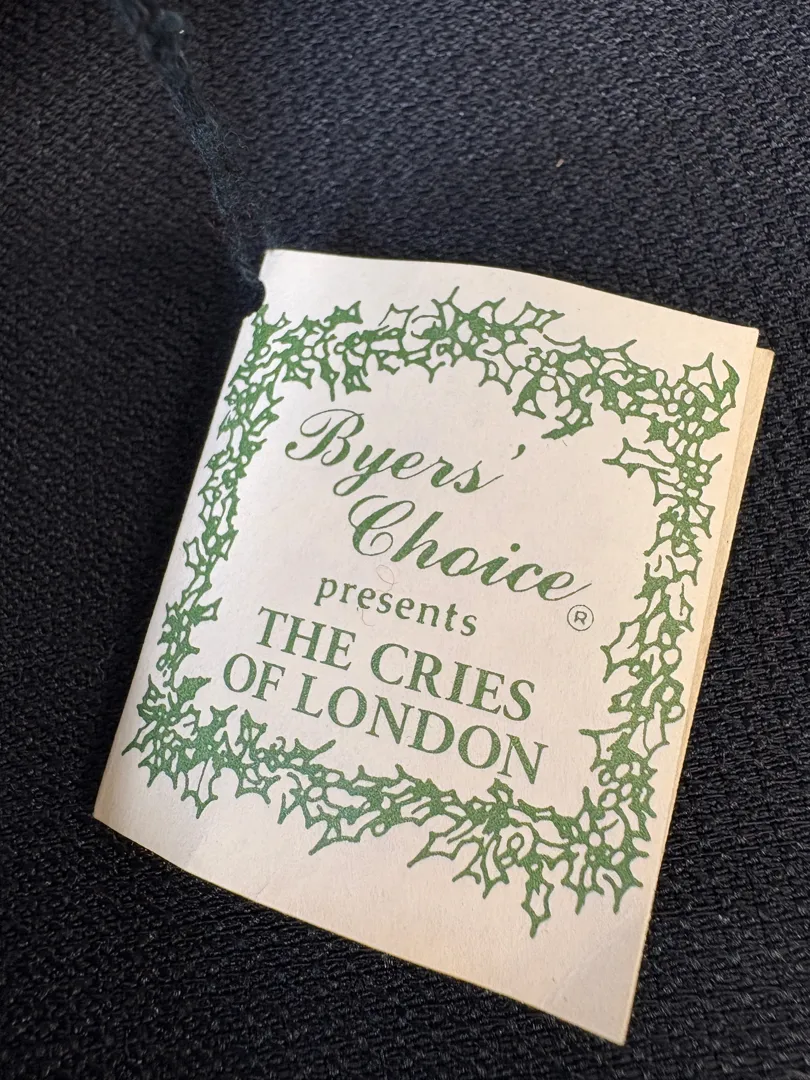 Byers'
Choice®
presents
THE CRIES
OF LONDON